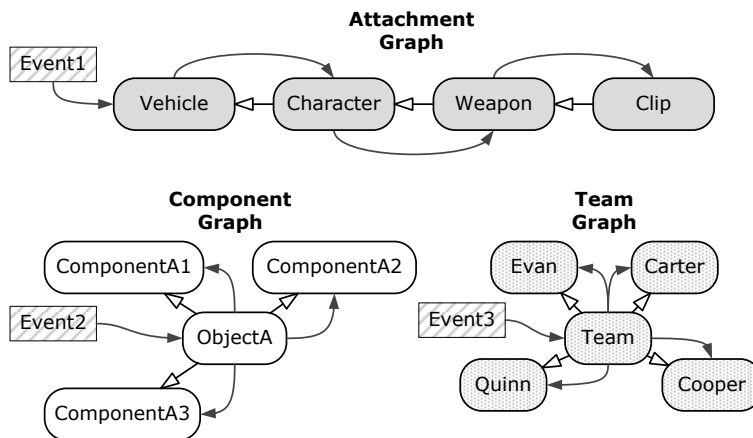 Attachment
Graph
Event1
Vehicle
Character
Weapon
Clip
Component
Graph
ComponentA1
ComponentA2
Event2
ObjectA
ComponentA3
Team
Graph
Evan
Carter
Event3
Team
Quinn
Cooper